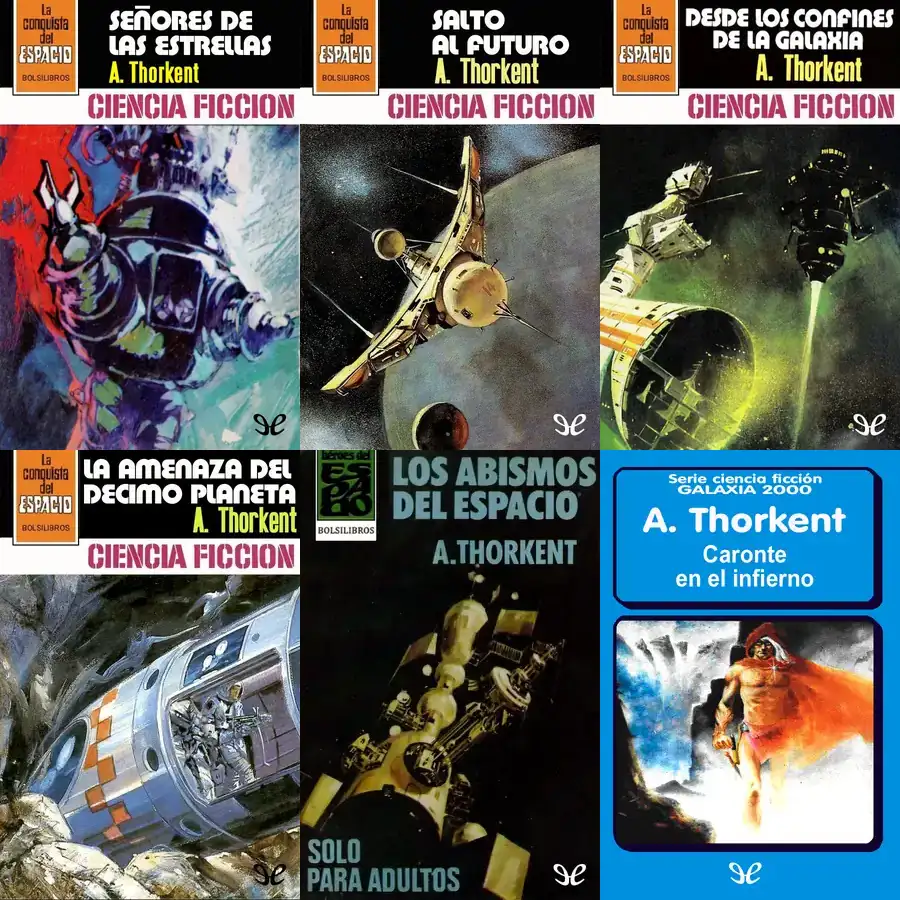 La
conquista
del
ESPACIO
BOLSILIBROS
SEÑORES DE
LAS ESTRELLAS
A. Thorkent
CIENCIA FICCION
La
conquista
del
ESPACIO
BOLSILIBROS
SALTO
AL FUTURO
A. Thorkent
CIENCIA FICCION
La
conquista
del
ESPACIO
BOLSILIBROS
DESDE LOS CONFINES
DE LA GALAXIA
A. Thorkent
CIENCIA FICCION
La
conquista
del
ESPACIO
BOLSILIBROS
LA AMENAZA DEL
DECIMO PLANETA
A. Thorkent
CIENCIA FICCION
héroes del
ESPACIO
BOLSILIBROS
LOS ABISMOS
DEL ESPACIO
A. THORKENT
SOLO
PARA ADULTOS
Serie ciencia ficción
GALAXIA 2000
A. Thorkent
Caronte
en el infierno